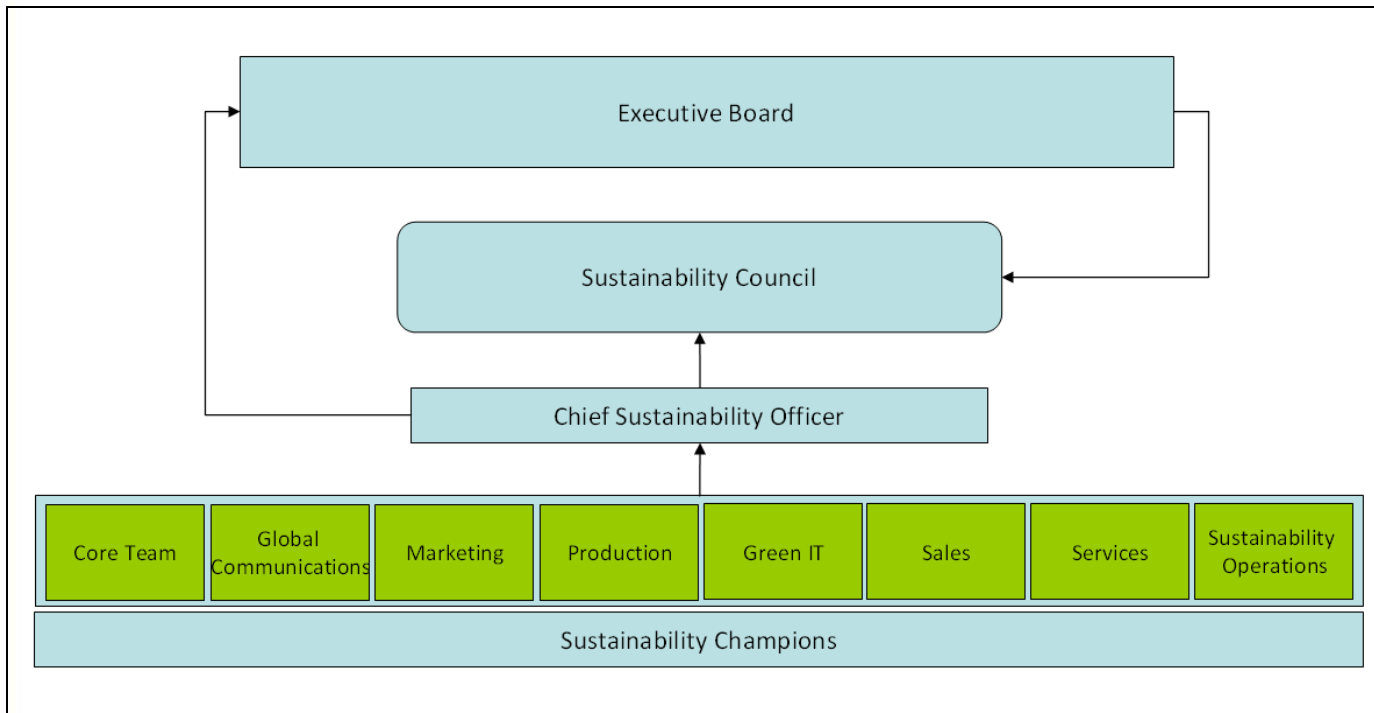 Executive Board
Sustainability Council
Chief Sustainability Officer
Core Team
Global
Communications
Marketing
Production
Green IT
Sales
Services
Sustainability
Operations
Sustainability Champions